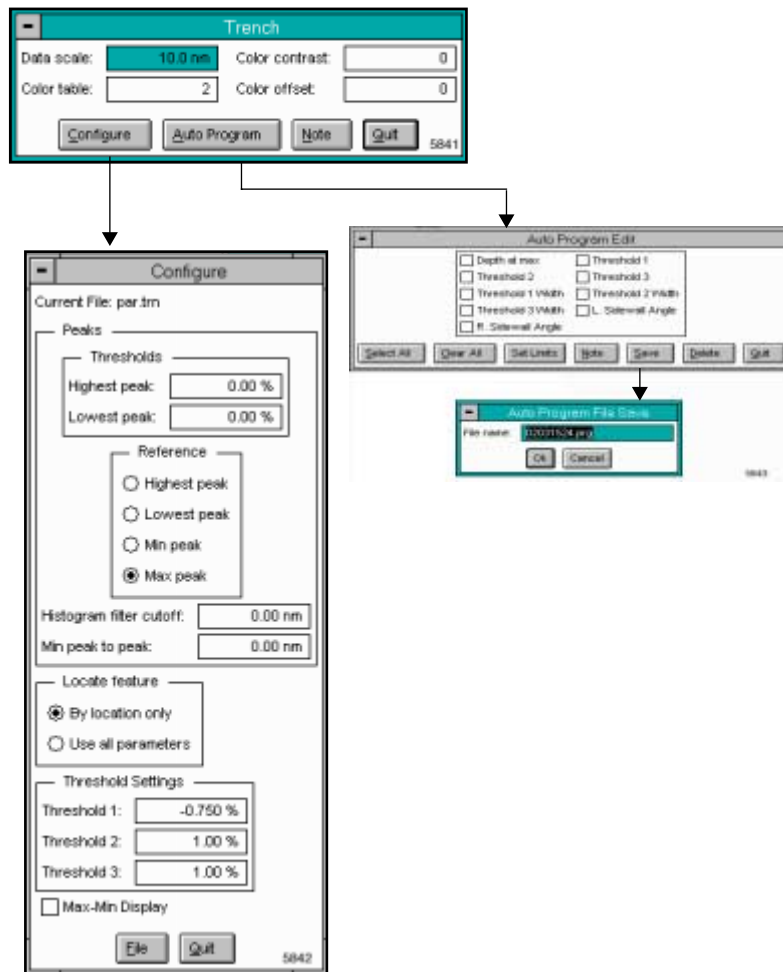 Trench
Data scale: 10.0 nm Color contrast: 0
Color table: 2 Color offset: 0
Configure Auto Program Note Quit
5841
Configure
Current File: par.trn
Peaks
Thresholds
Highest peak: 0.00 %
Lowest peak: 0.00 %
Reference
Highest peak
Lowest peak
Min peak
Max peak
Histogram filter cutoff: 0.00 nm
Min peak to peak: 0.00 nm
Locate feature
By location only
Use all parameters
Threshold Settings
Threshold 1: -0.750 %
Threshold 2: 1.00 %
Threshold 3: 1.00 %
Max-Min Display
File Quit
5842
Auto Program Edit
Depth at max Threshold 1
Threshold 2 Threshold 3
Threshold 1 Width Threshold 2 Width
Threshold 3 Width L. Sidewall Angle
R. Sidewall Angle
Select All Clear All Set Limits Note Save Delete Quit
Auto Program File Save
File name:
Ok Cancel
5843